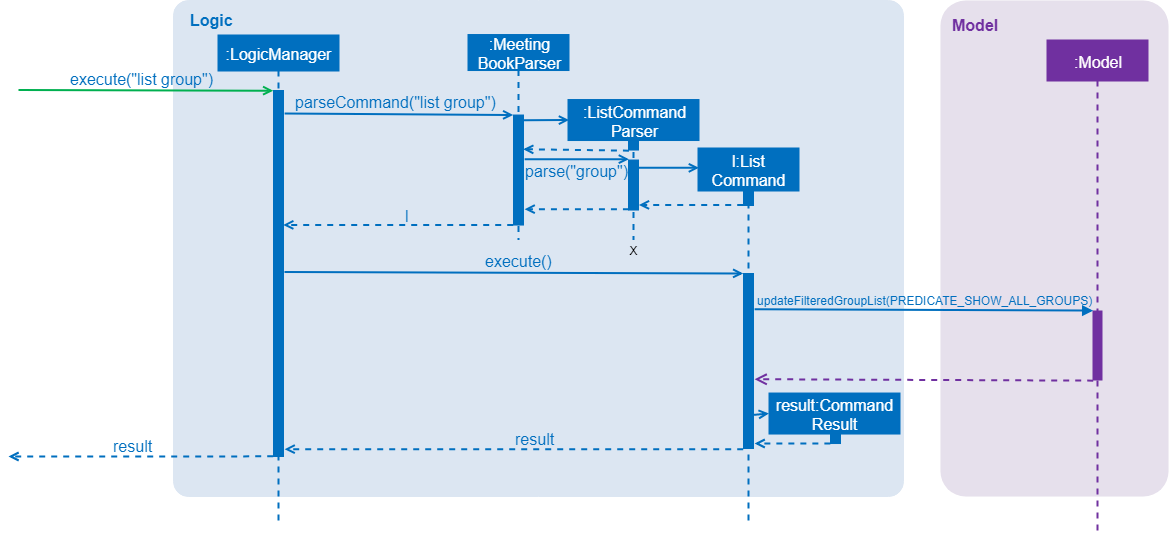 Logic
Model
:LogicManager
:Meeting
BookParser
:Model
execute("list group")
parseCommand("list group")
:ListCommand
Parser
parse("group")
l:List
Command
l
X
execute()
updateFilteredGroupList(PREDICATE_SHOW_ALL_GROUPS)
result:Command
Result
result
result